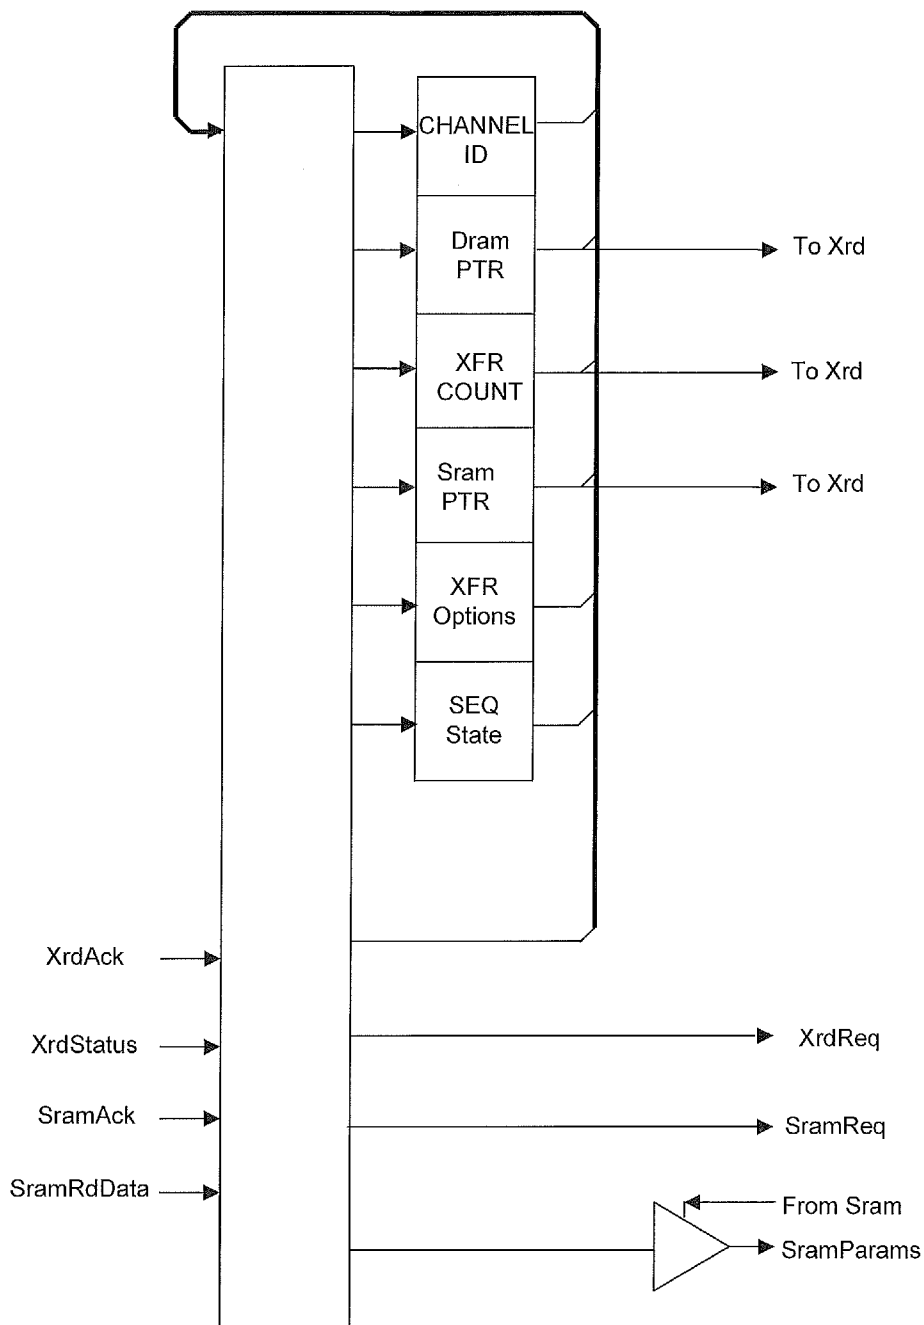 CHANNEL
ID
Dram
PTR
To Xrd
XFR
COUNT
To Xrd
Sram
PTR
To Xrd
XFR
Options
SEQ
State
XrdAck
XrdStatus
XrdReq
SramAck
SramReq
SramRdData
From Sram
SramParams